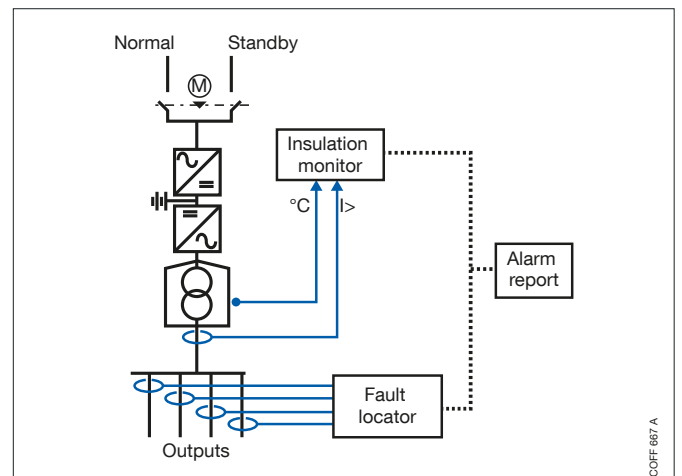 Normal
Standby
M
Insulation
monitor
°C
I>
Alarm
report
Fault
locator
Outputs
COFF 667 A